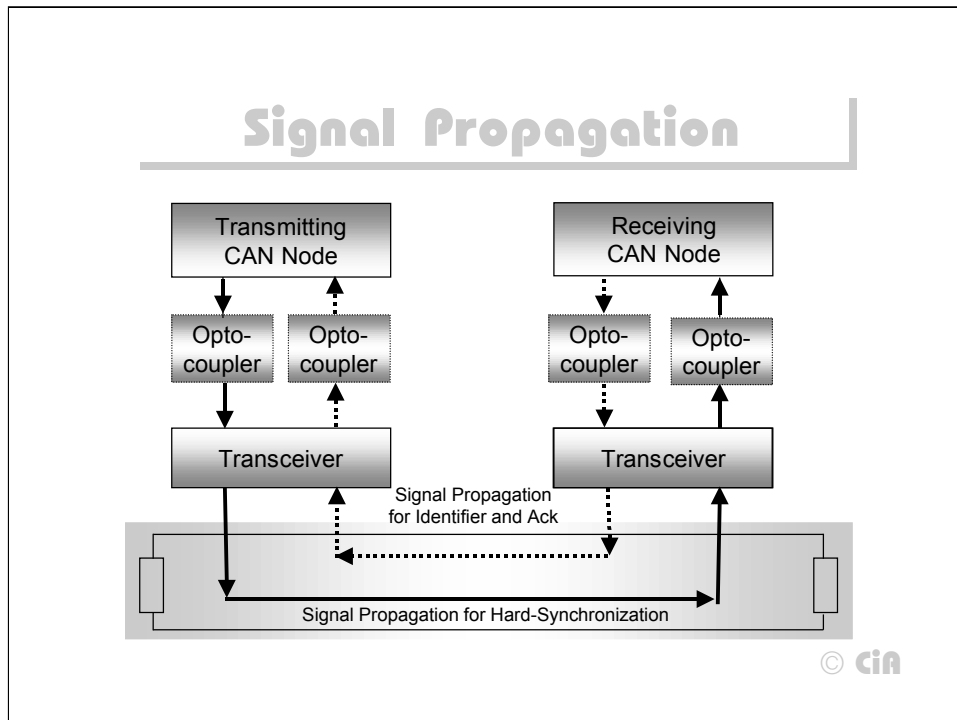 Signal Propagation
Transmitting
CAN Node
Receiving
CAN Node
Opto-
coupler
Opto-
coupler
Opto-
coupler
Opto-
coupler
Transceiver
Transceiver
Signal Propagation
for Identifier and Ack
Signal Propagation for Hard-Synchronization
© CiA